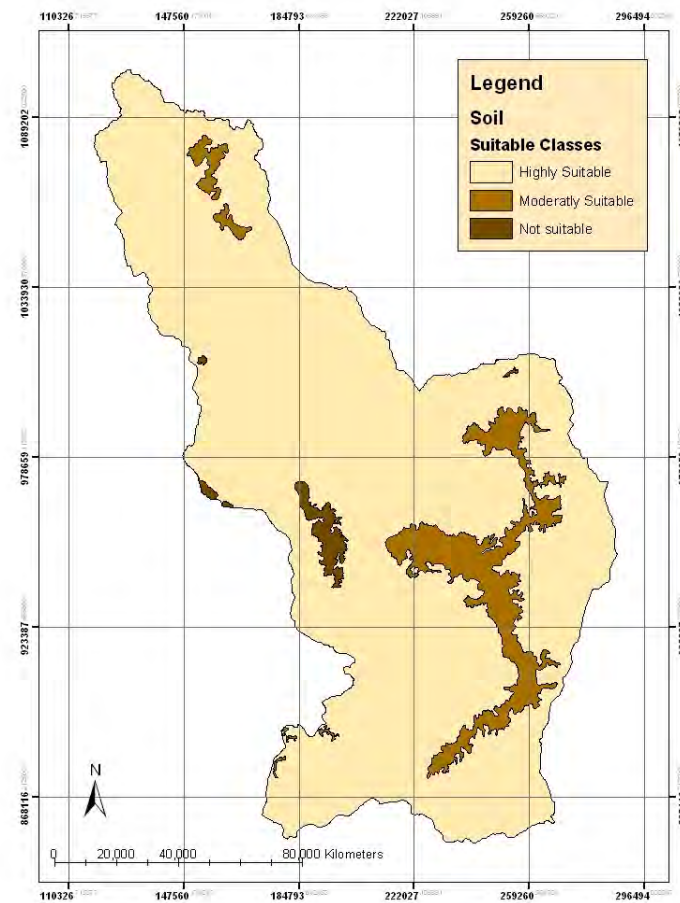 110326 147560 184793 222027 259260 296494
Legend
Soil
Suitable Classes
Highly Suitable
Moderatly Suitable
Not suitable
1089202
1033930
978659
923387
868116
N
0 20,000 40,000 80,000 Kilometers
110326 147560 184793 222027 259260 296494